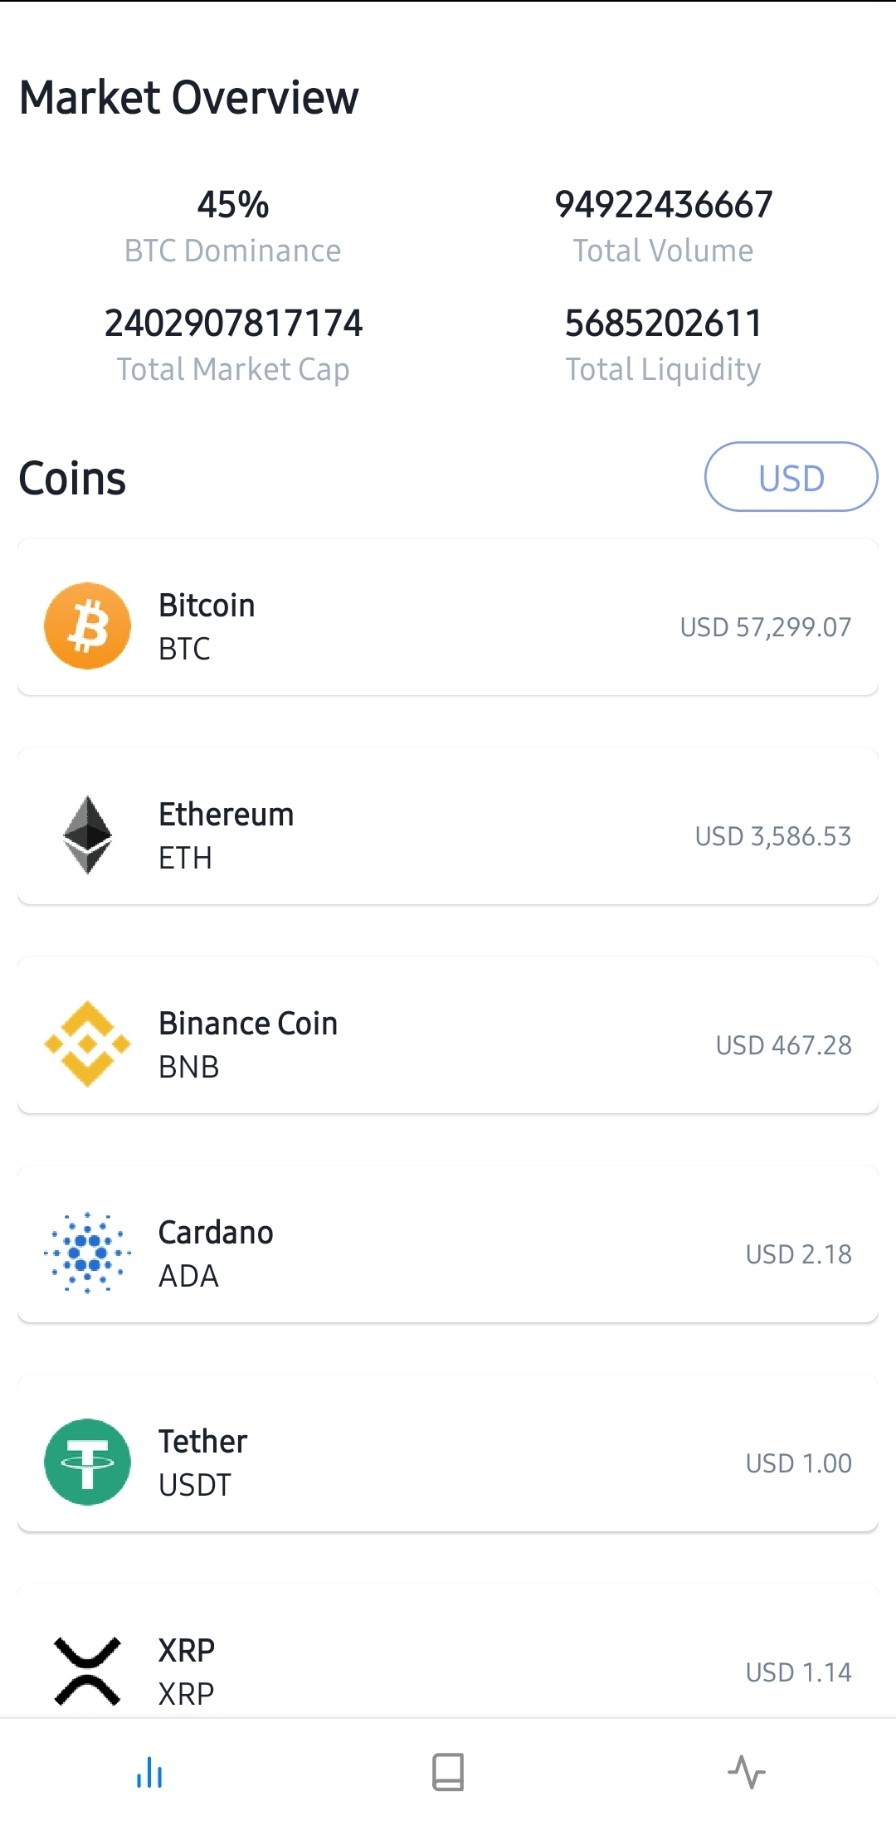 Market Overview
45%
BTC Dominance
94922436667
Total Volume
2402907817174
Total Market Cap
5685202611
Total Liquidity
Coins
USD
Bitcoin
BTC
USD 57,299.07
Ethereum
ETH
USD 3,586.53
Binance Coin
BNB
USD 467.28
Cardano
ADA
USD 2.18
Tether
USDT
USD 1.00
XRP
XRP
USD 1.14